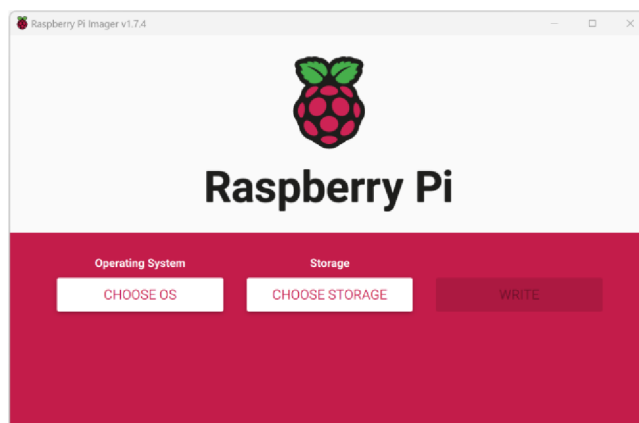 Raspberry Pi Imager v1.7.4
Raspberry Pi
Operating System
Storage
CHOOSE OS
CHOOSE STORAGE
WRITE